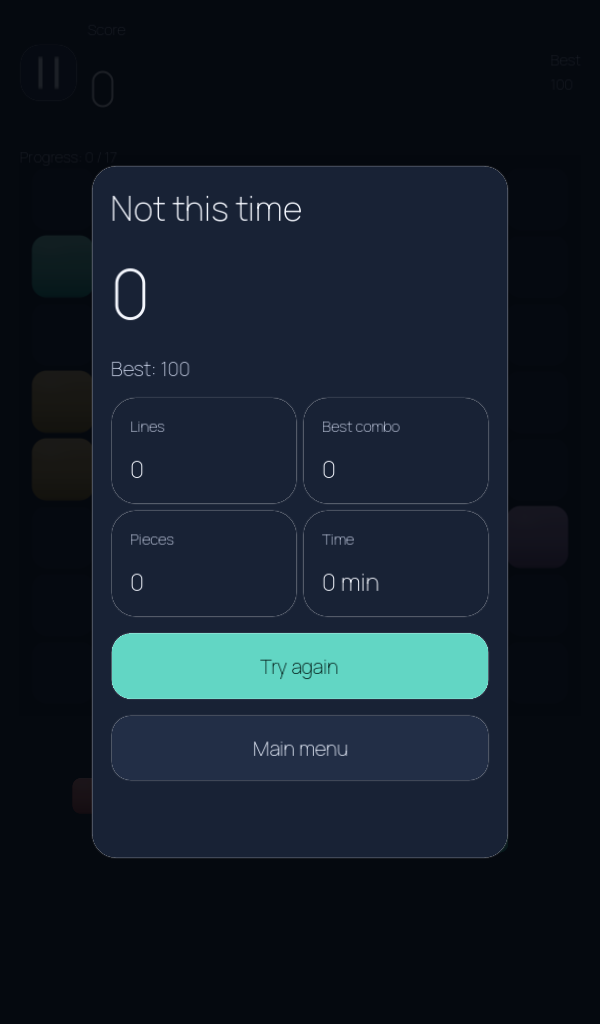 Score
0
Best
100
Progress: 0 / 17
Not this time
0
Best: 100
Lines
0
Best combo
0
Pieces
0
Time
0 min
Try again
Main menu